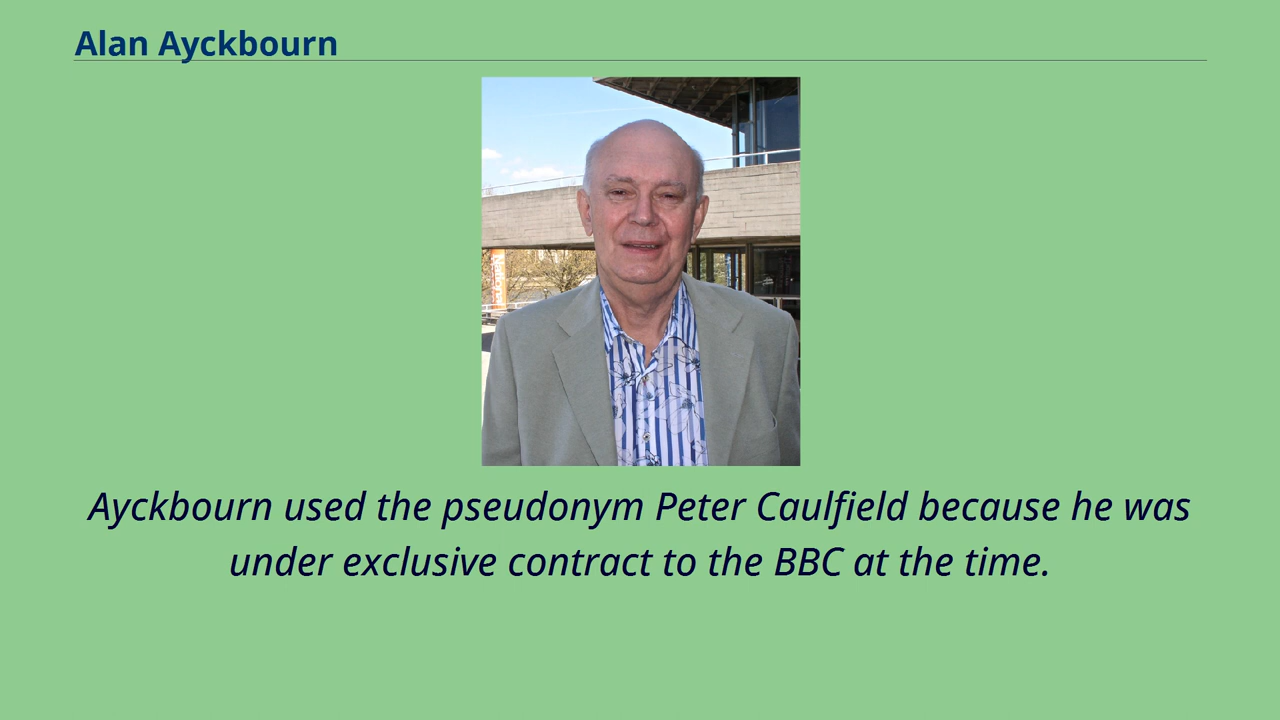 Alan Ayckbourn
Ayckbourn used the pseudonym Peter Caulfield because he was
under exclusive contract to the BBC at the time.